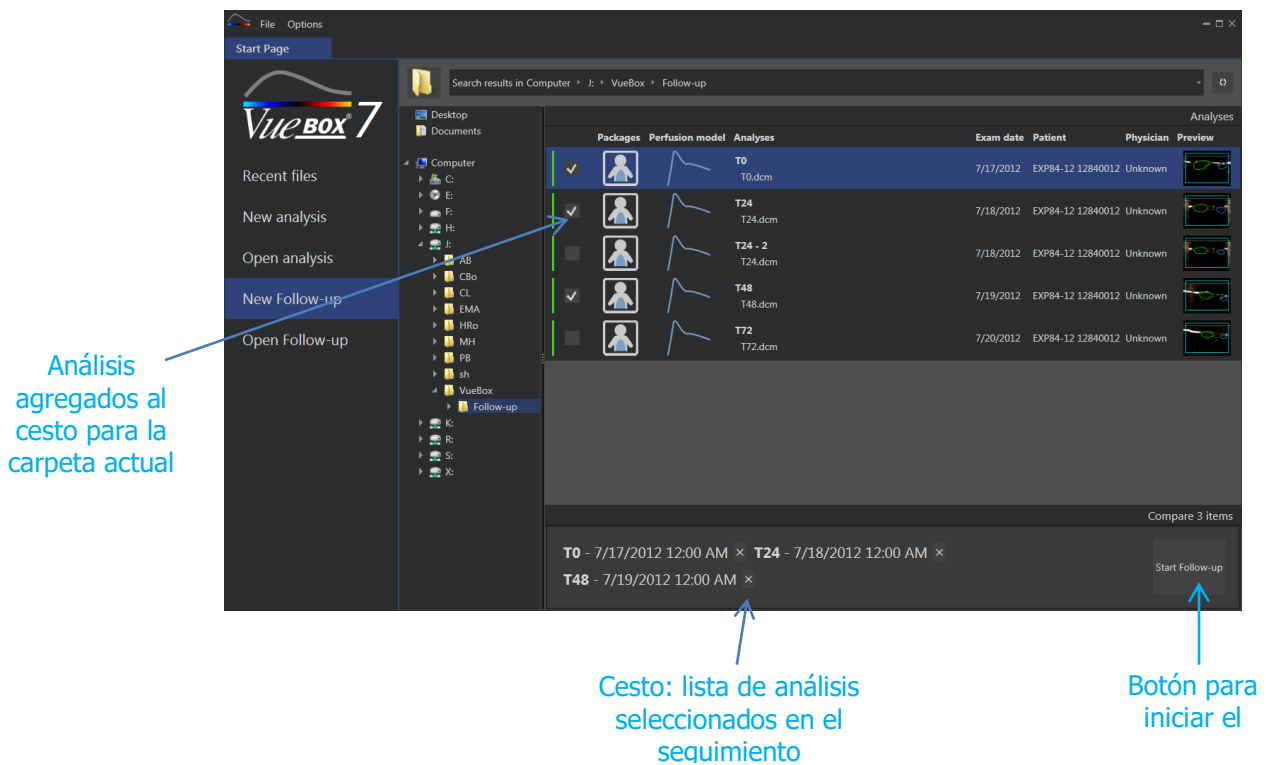 File Options
Start Page
VUEBOX® 7
Recent files
New analysis
Open analysis
New Follow-up
Open Follow-up
Search results in Computer ▸ J: ▸ VueBox ▸ Follow-up
Desktop
Documents
Computer
C:
E:
F:
H:
J:
AB
CBo
CL
EMA
HRo
MH
PB
sh
VueBox
Follow-up
K:
R:
S:
X:
Analyses
Packages Perfusion model Analyses Exam date Patient Physician Preview
T0
T0.dcm 7/17/2012 EXP84-12 12840012 Unknown
T24
T24.dcm 7/18/2012 EXP84-12 12840012 Unknown
T24 - 2
T24.dcm 7/18/2012 EXP84-12 12840012 Unknown
T48
T48.dcm 7/19/2012 EXP84-12 12840012 Unknown
T72
T72.dcm 7/20/2012 EXP84-12 12840012 Unknown
Compare 3 items
T0 - 7/17/2012 12:00 AM × T24 - 7/18/2012 12:00 AM ×
T48 - 7/19/2012 12:00 AM ×
Start Follow-up
Análisis
agregados al
cesto para la
carpeta actual
Cesto: lista de análisis
seleccionados en el
seguimiento
Botón para
iniciar el